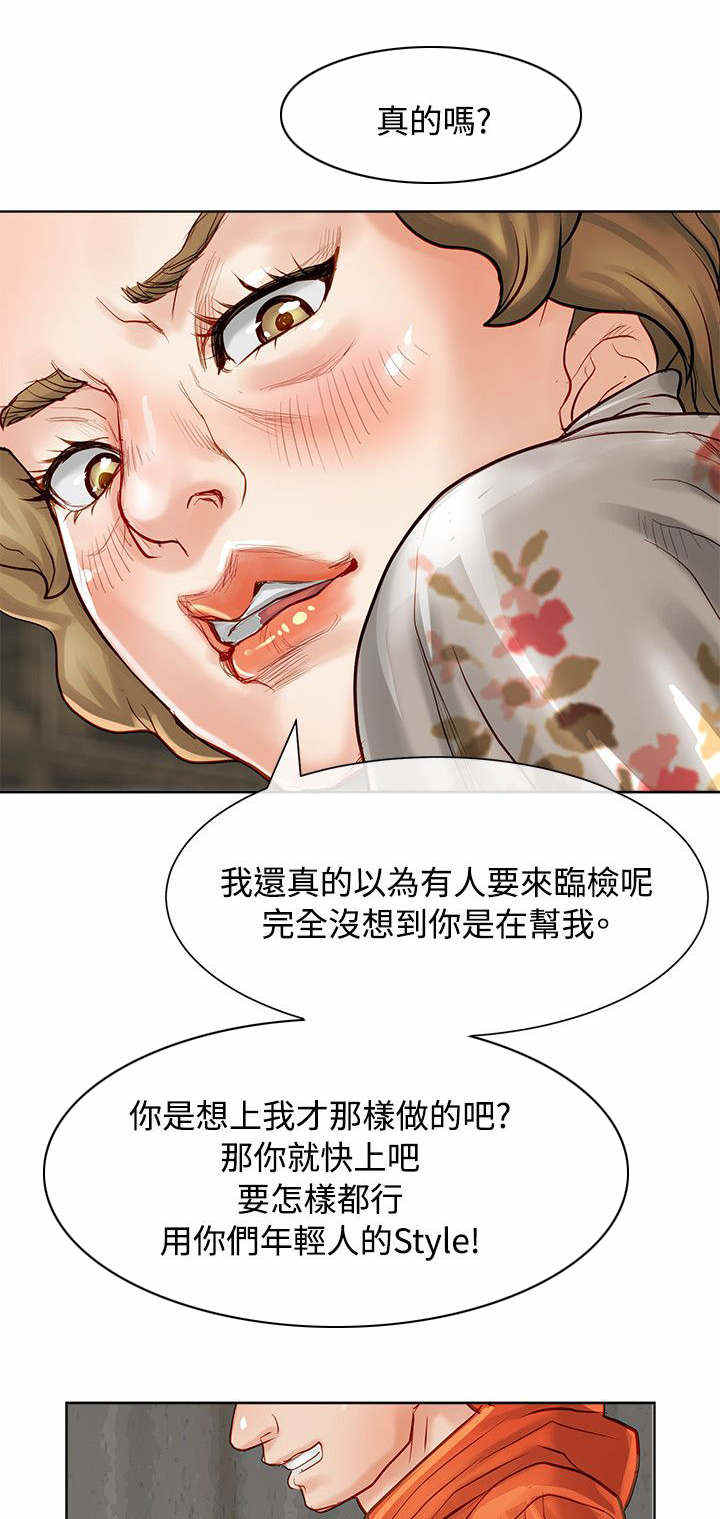 真的嗎?
我還真的以為有人要來臨檢呢
完全沒想到你是在幫我。
你是想上我才那樣做的吧?
那你就快上吧
要怎樣都行
用你們年輕人的Style!